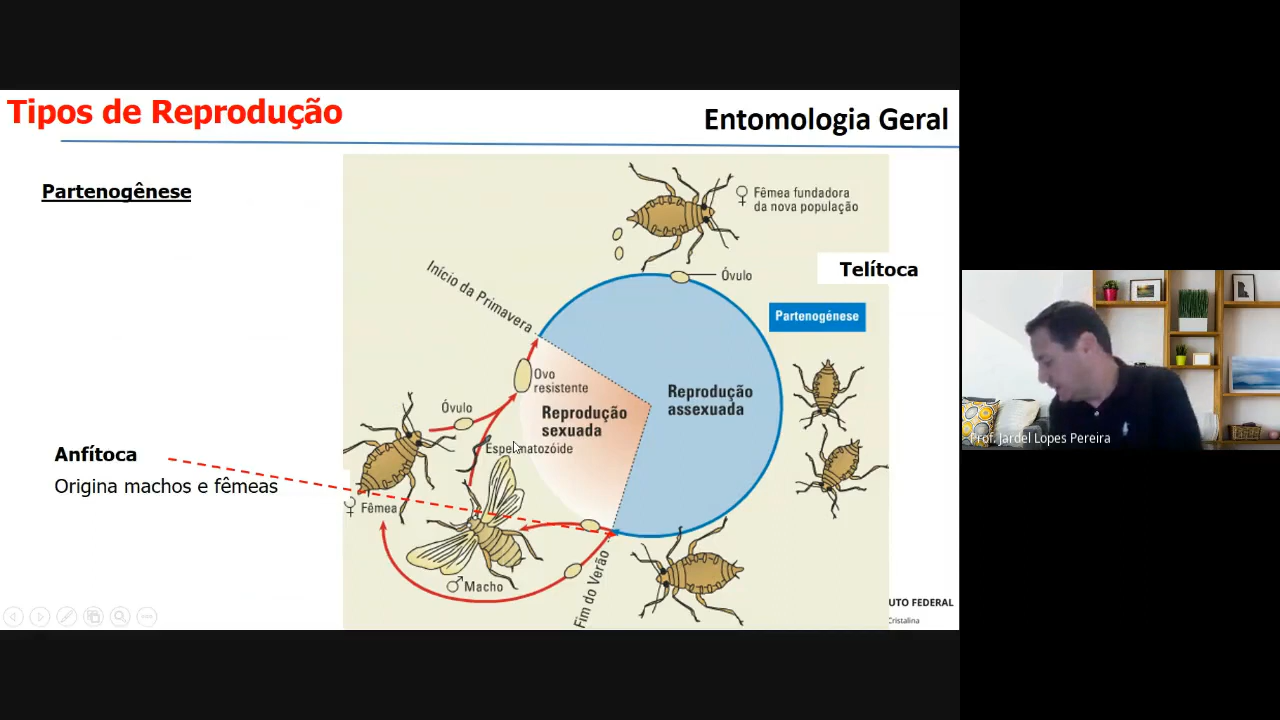 Tipos de Reprodução
Entomologia Geral
Partenogênese
♀ Fêmea fundadora
da nova população
Início da Primavera
Óvulo
Telítoca
Partenogénese
Ovo
resistente
Óvulo
Reprodução
sexuada
Reprodução
assexuada
Espermatozóide
Anfítoca
Origina machos e fêmeas
♀ Fêmea
♂ Macho
Fim do Verão
UTO FEDERAL
Cristalina
Prof. Jardel Lopes Pereira